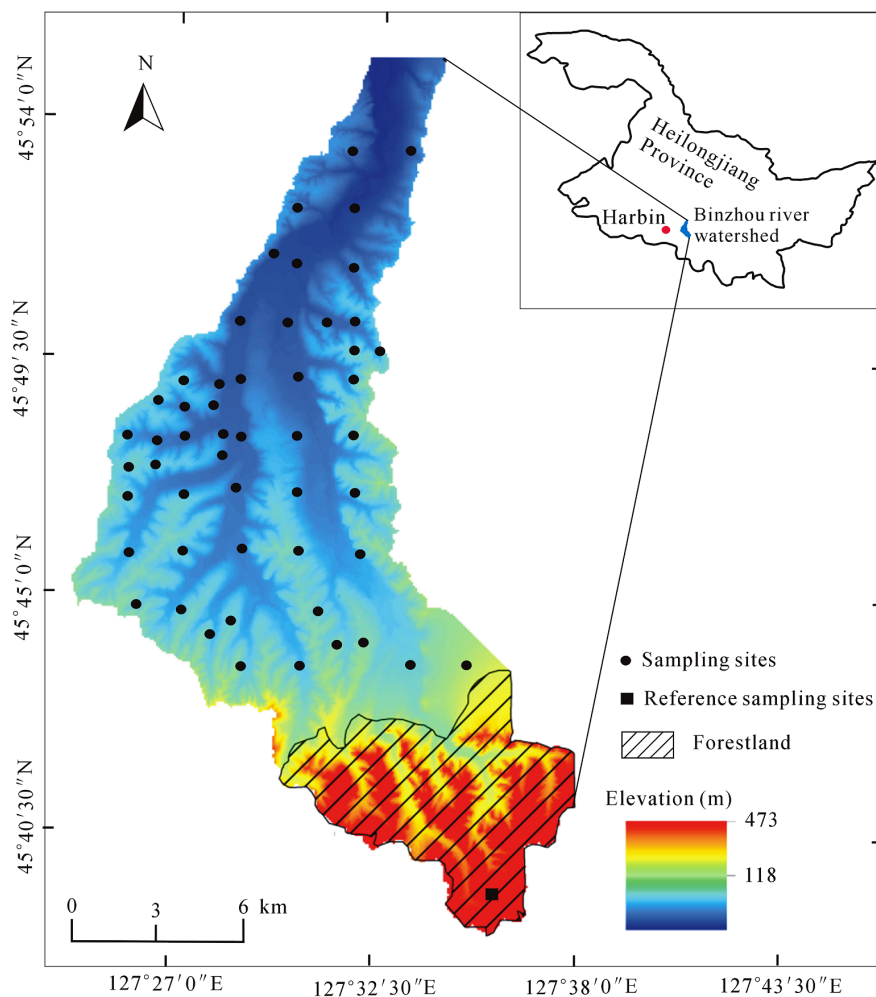 N
45°54′0″N
45°49′30″N
45°45′0″N
45°40′30″N
Heilongjiang
Province
Harbin
Binzhou river
watershed
Sampling sites
Reference sampling sites
Forestland
Elevation (m)
473
118
0 3 6 km
127°27′0″E 127°32′30″E 127°38′0″E 127°43′30″E